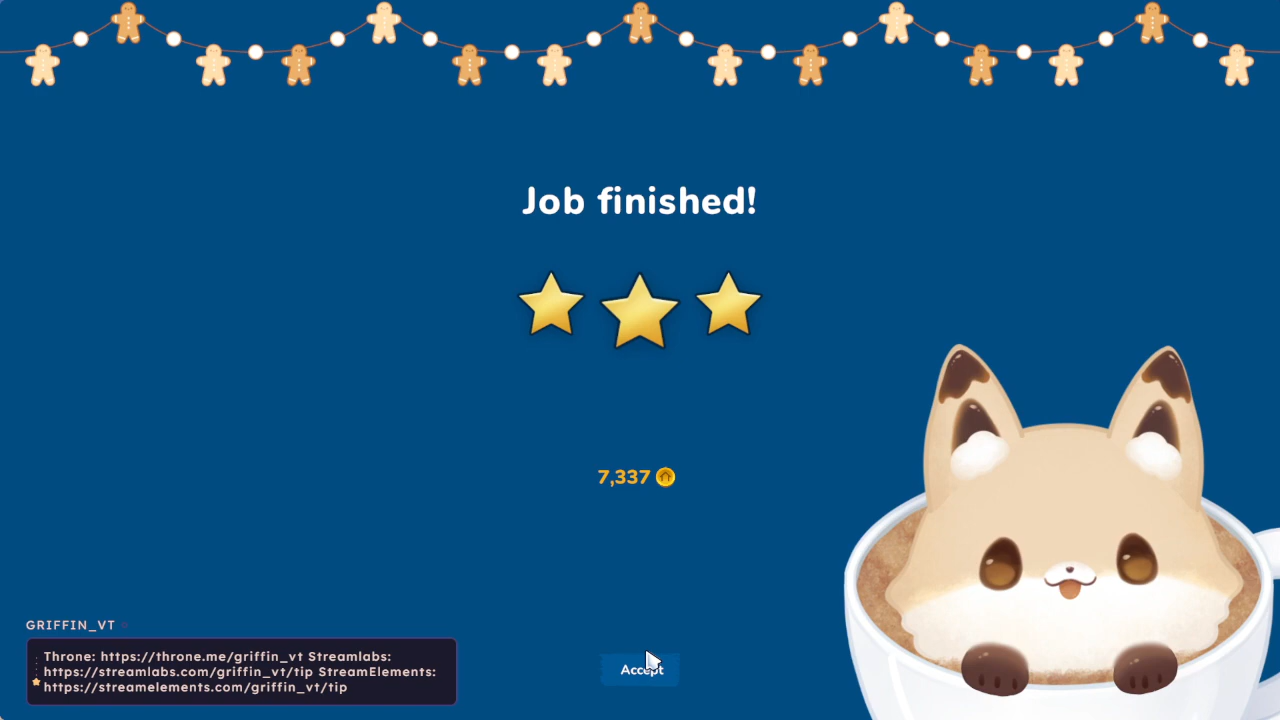 Job finished!
7,337
GRIFFIN_VT
Throne: https://throne.me/griffin_vt Streamlabs:
https://streamlabs.com/griffin_vt/tip StreamElements:
https://streamelements.com/griffin_vt/tip
Accept